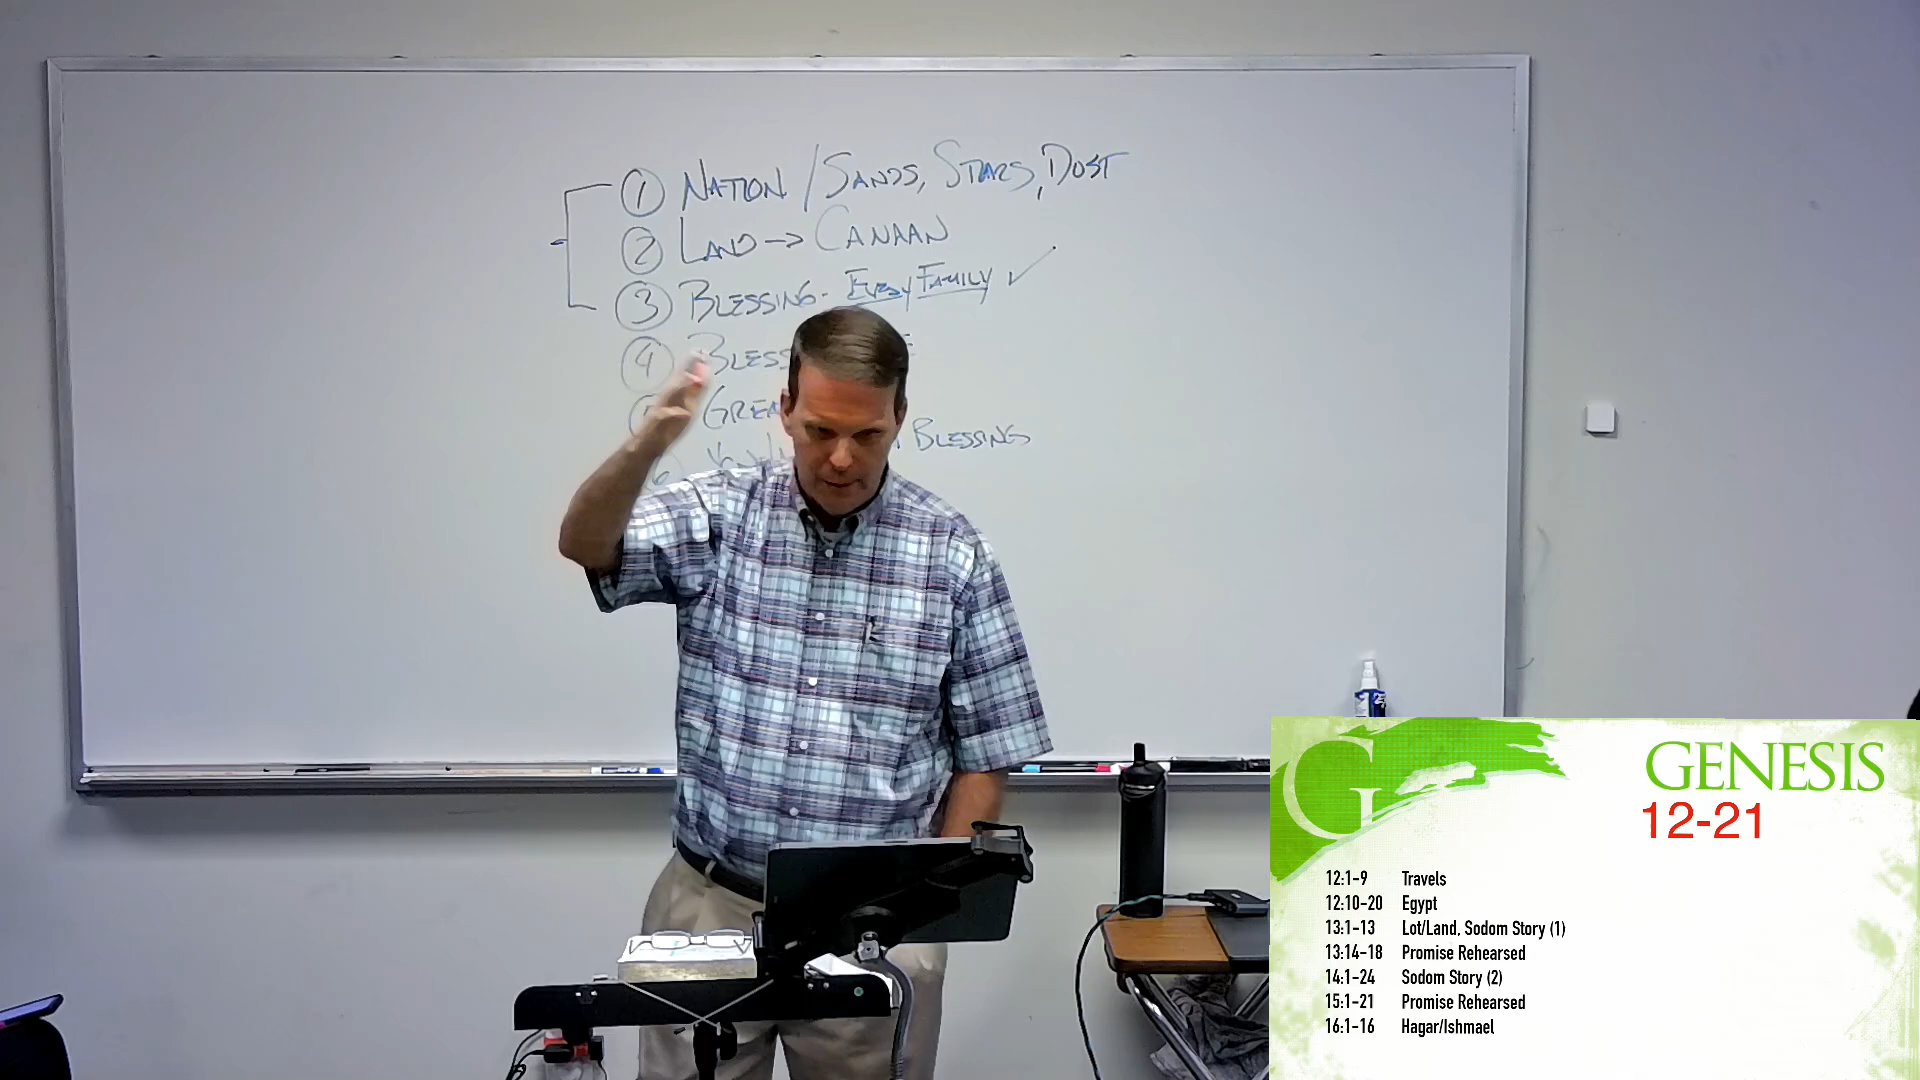 ① NATION / SANDS, STARS, DUST
② LAND → CANAAN
③ BLESSING - EVERY FAMILY ✓
④ BLESS
GREA
BLESSING
G
GENESIS
12-21
12:1-9 Travels
12:10-20 Egypt
13:1-13 Lot/Land, Sodom Story (1)
13:14-18 Promise Rehearsed
14:1-24 Sodom Story (2)
15:1-21 Promise Rehearsed
16:1-16 Hagar/Ishmael